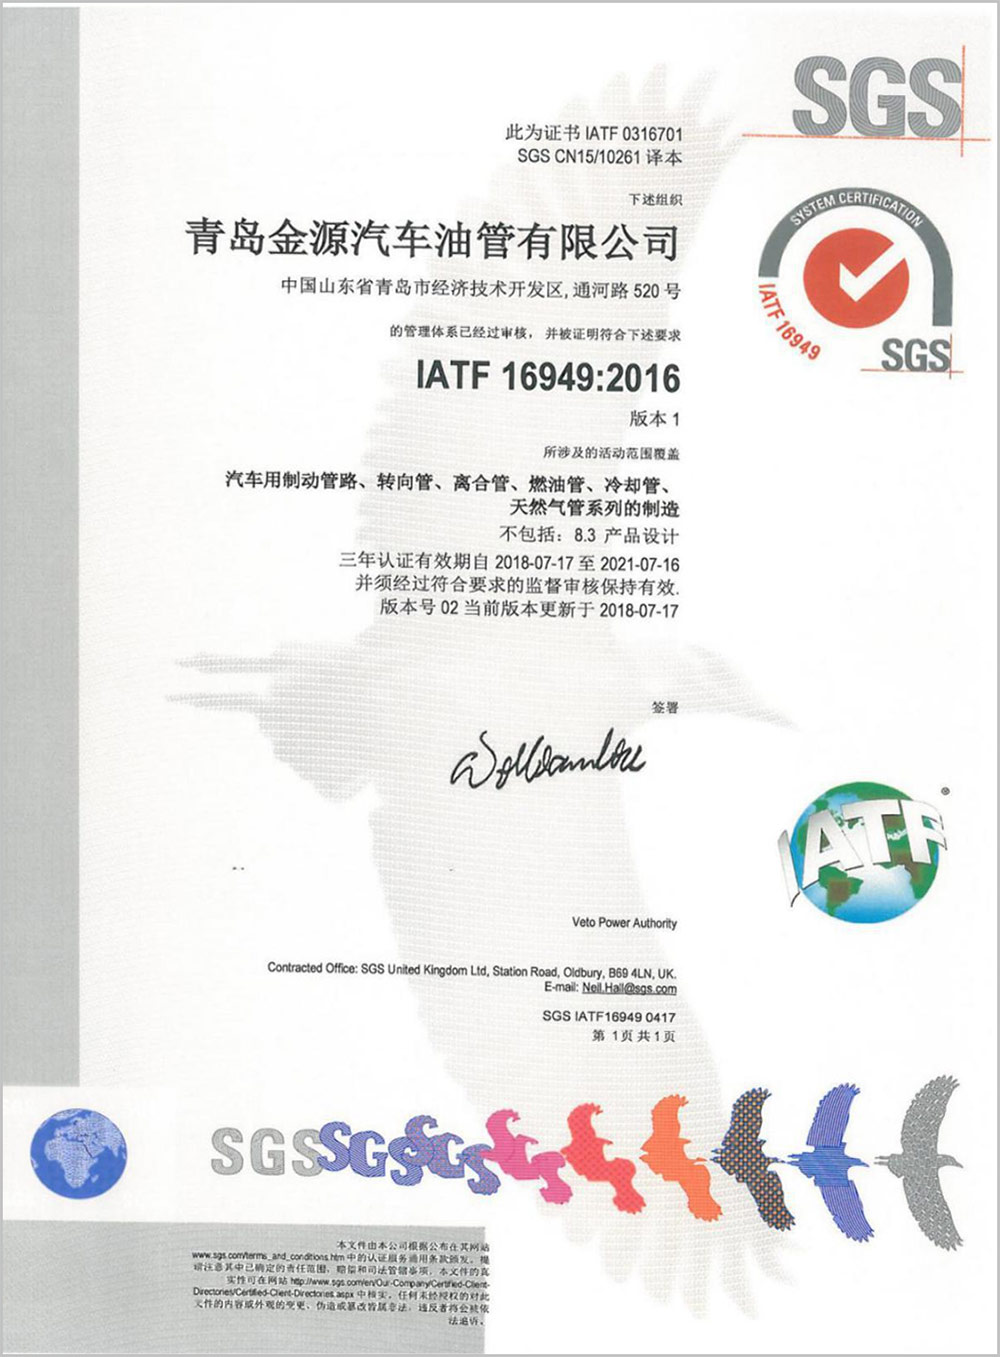 SGS
此为证书 IATF 0316701
SGS CN15/10261 译本
SYSTEM CERTIFICATION
IATF 16949
SGS
下述组织
青岛金源汽车油管有限公司
中国山东省青岛市经济技术开发区, 通河路 520 号
的管理体系已经过审核， 并被证明符合下述要求
IATF 16949:2016
版本 1
所涉及的活动范围覆盖
汽车用制动管路、转向管、离合管、燃油管、冷却管、
天然气管系列的制造
不包括：8.3 产品设计
三年认证有效期自 2018-07-17 至 2021-07-16
并须经过符合要求的监督审核保持有效.
版本号 02 当前版本更新于 2018-07-17
签署
IATF ®
Veto Power Authority
Contracted Office: SGS United Kingdom Ltd, Station Road, Oldbury, B69 4LN, UK.
E-mail: Neil.Hall@sgs.com
SGS IATF16949 0417
第 1页 共 1页
SGSSGSSGS
本文件由本公司根据公布在其网站
www.sgs.com/terms_and_conditions.htm 中的认证服务通用条款颁发，提
请注意其中已确定的责任范围、赔偿和司法管辖事项，本文件的真
实性可在网站 http://www.sgs.com/en/Our-Company/Certified-Client-
Directories/Certified-Client-Directories.aspx 中核实，任何未经授权的对此
文件的内容或外观的变更、伪造或篡改皆属非法，违反者将会被依
法追诉。